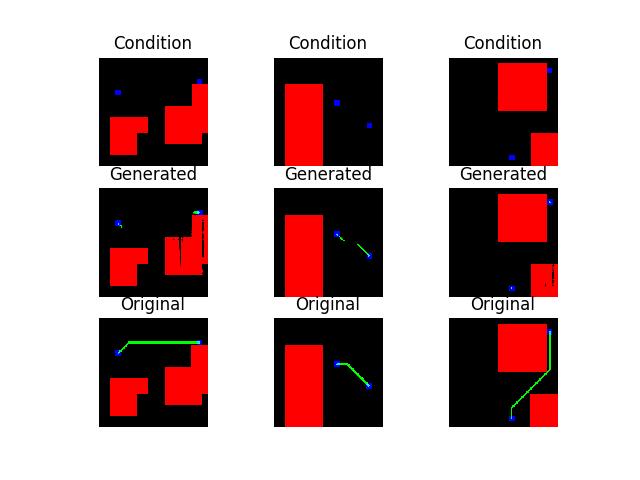 Condition Condition Condition
Generated Generated Generated
Original Original Original